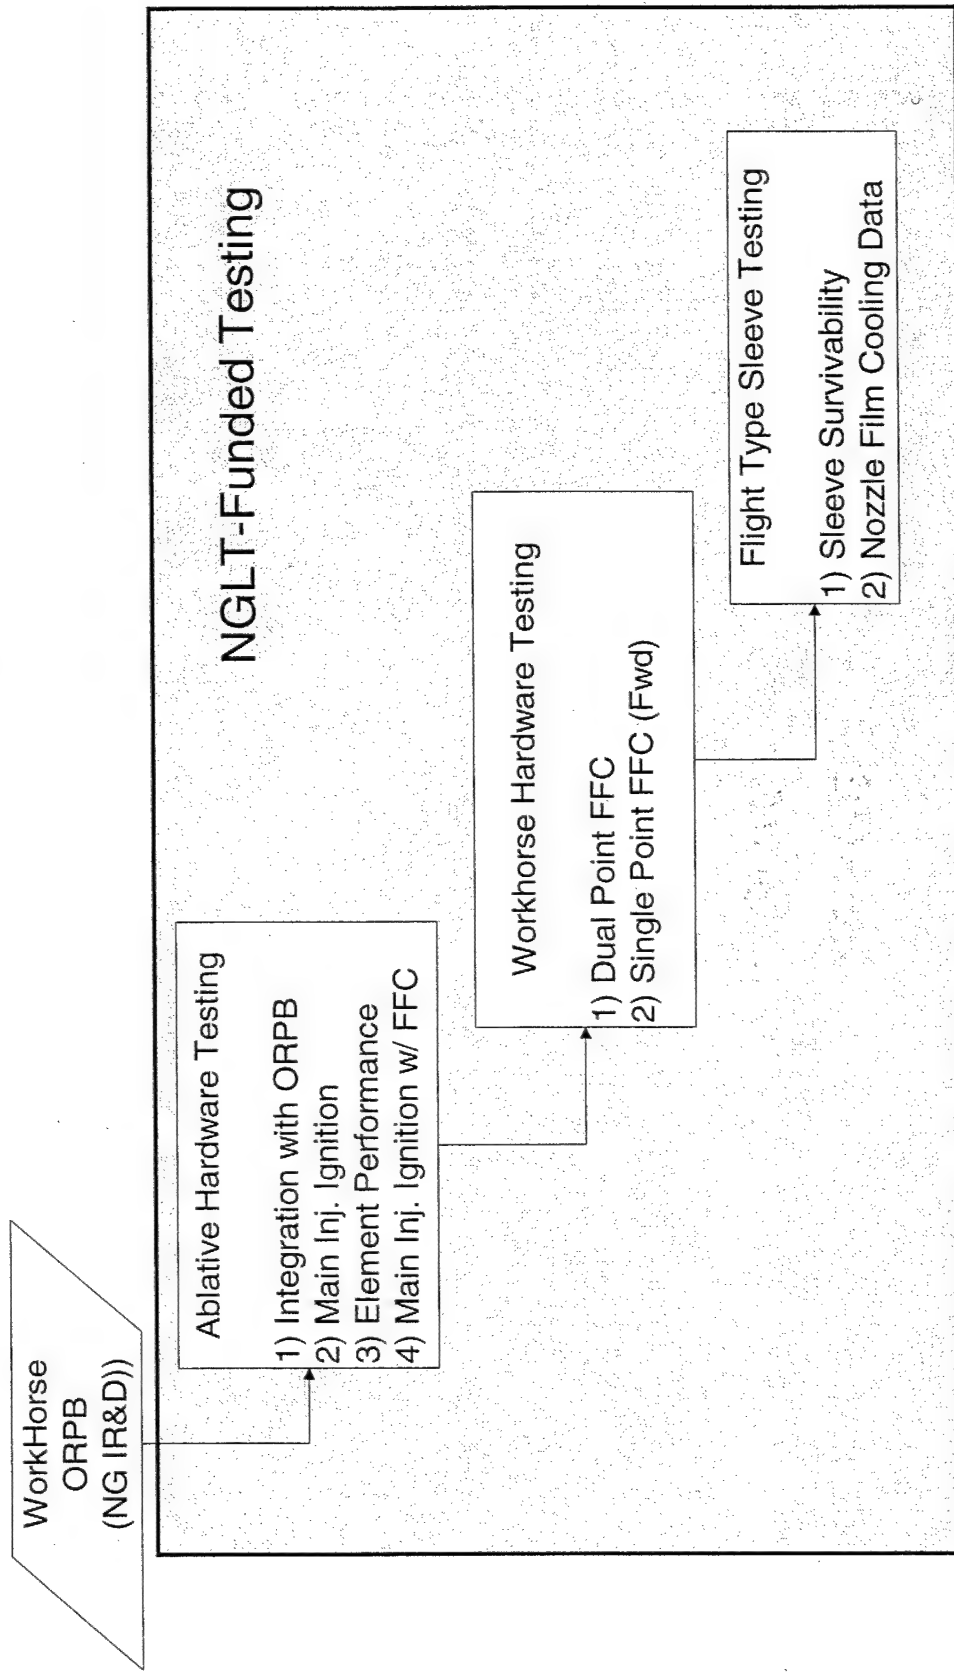 WorkHorse
ORPB
(NG IR&D))
NGLT-Funded Testing
Ablative Hardware Testing
1) Integration with ORPB
2) Main Inj. Ignition
3) Element Performance
4) Main Inj. Ignition w/ FFC
Workhorse Hardware Testing
1) Dual Point FFC
2) Single Point FFC (Fwd)
Flight Type Sleeve Testing
1) Sleeve Survivability
2) Nozzle Film Cooling Data